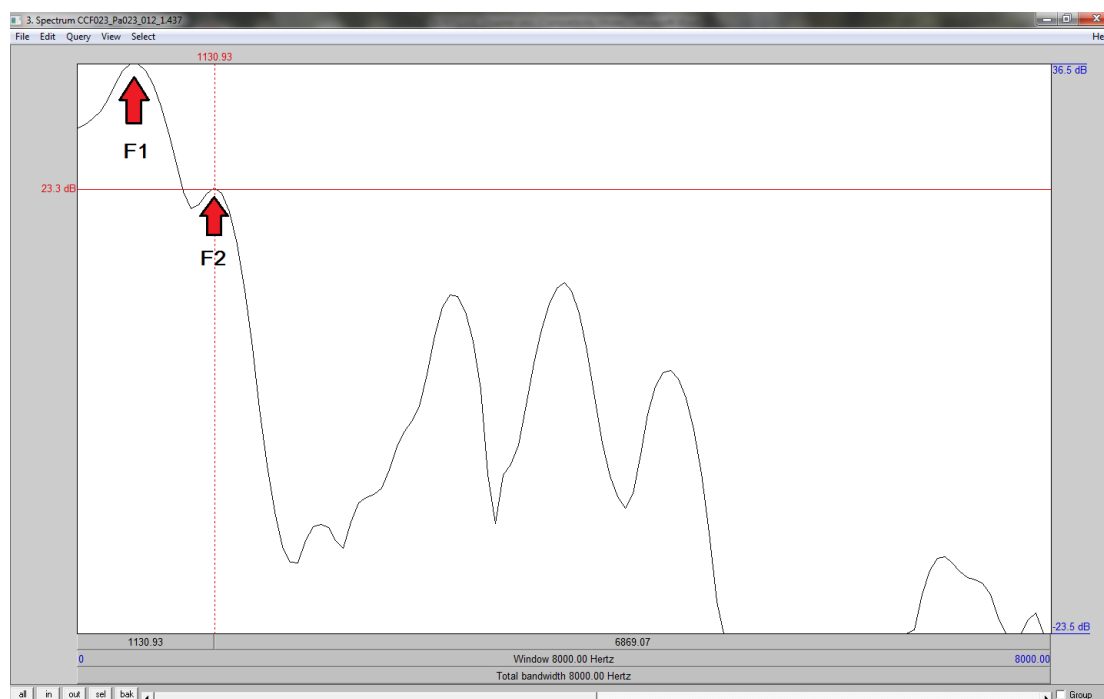 3. Spectrum CCF023_Pa023_012_1.437
File Edit Query View Select He
1130.93
36.5 dB
F1
23.3 dB
F2
-23.5 dB
1130.93 6869.07
0 Window 8000.00 Hertz 8000.00
Total bandwidth 8000.00 Hertz
all in out sel bak Group